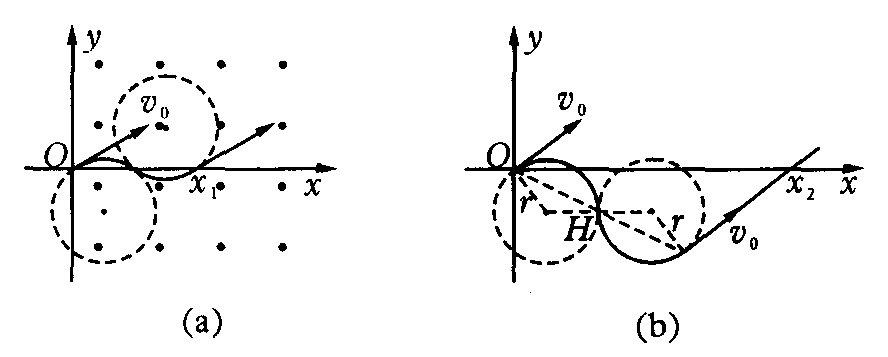 y
v₀
O
x₁
x
(a)
y
v₀
O
x₂
x
r
H
r
v₀
(b)